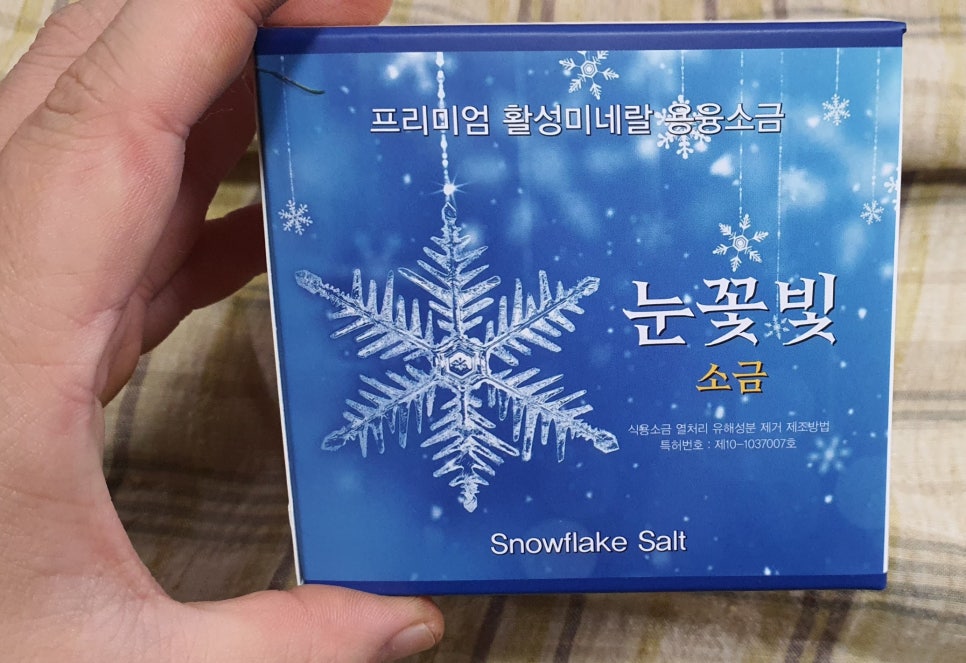 프리미엄 활성미네랄 용융소금
눈꽃빛
소금
식용소금 열처리 유해성분 제거 제조방법
특허번호 : 제10-1037007호
Snowflake Salt